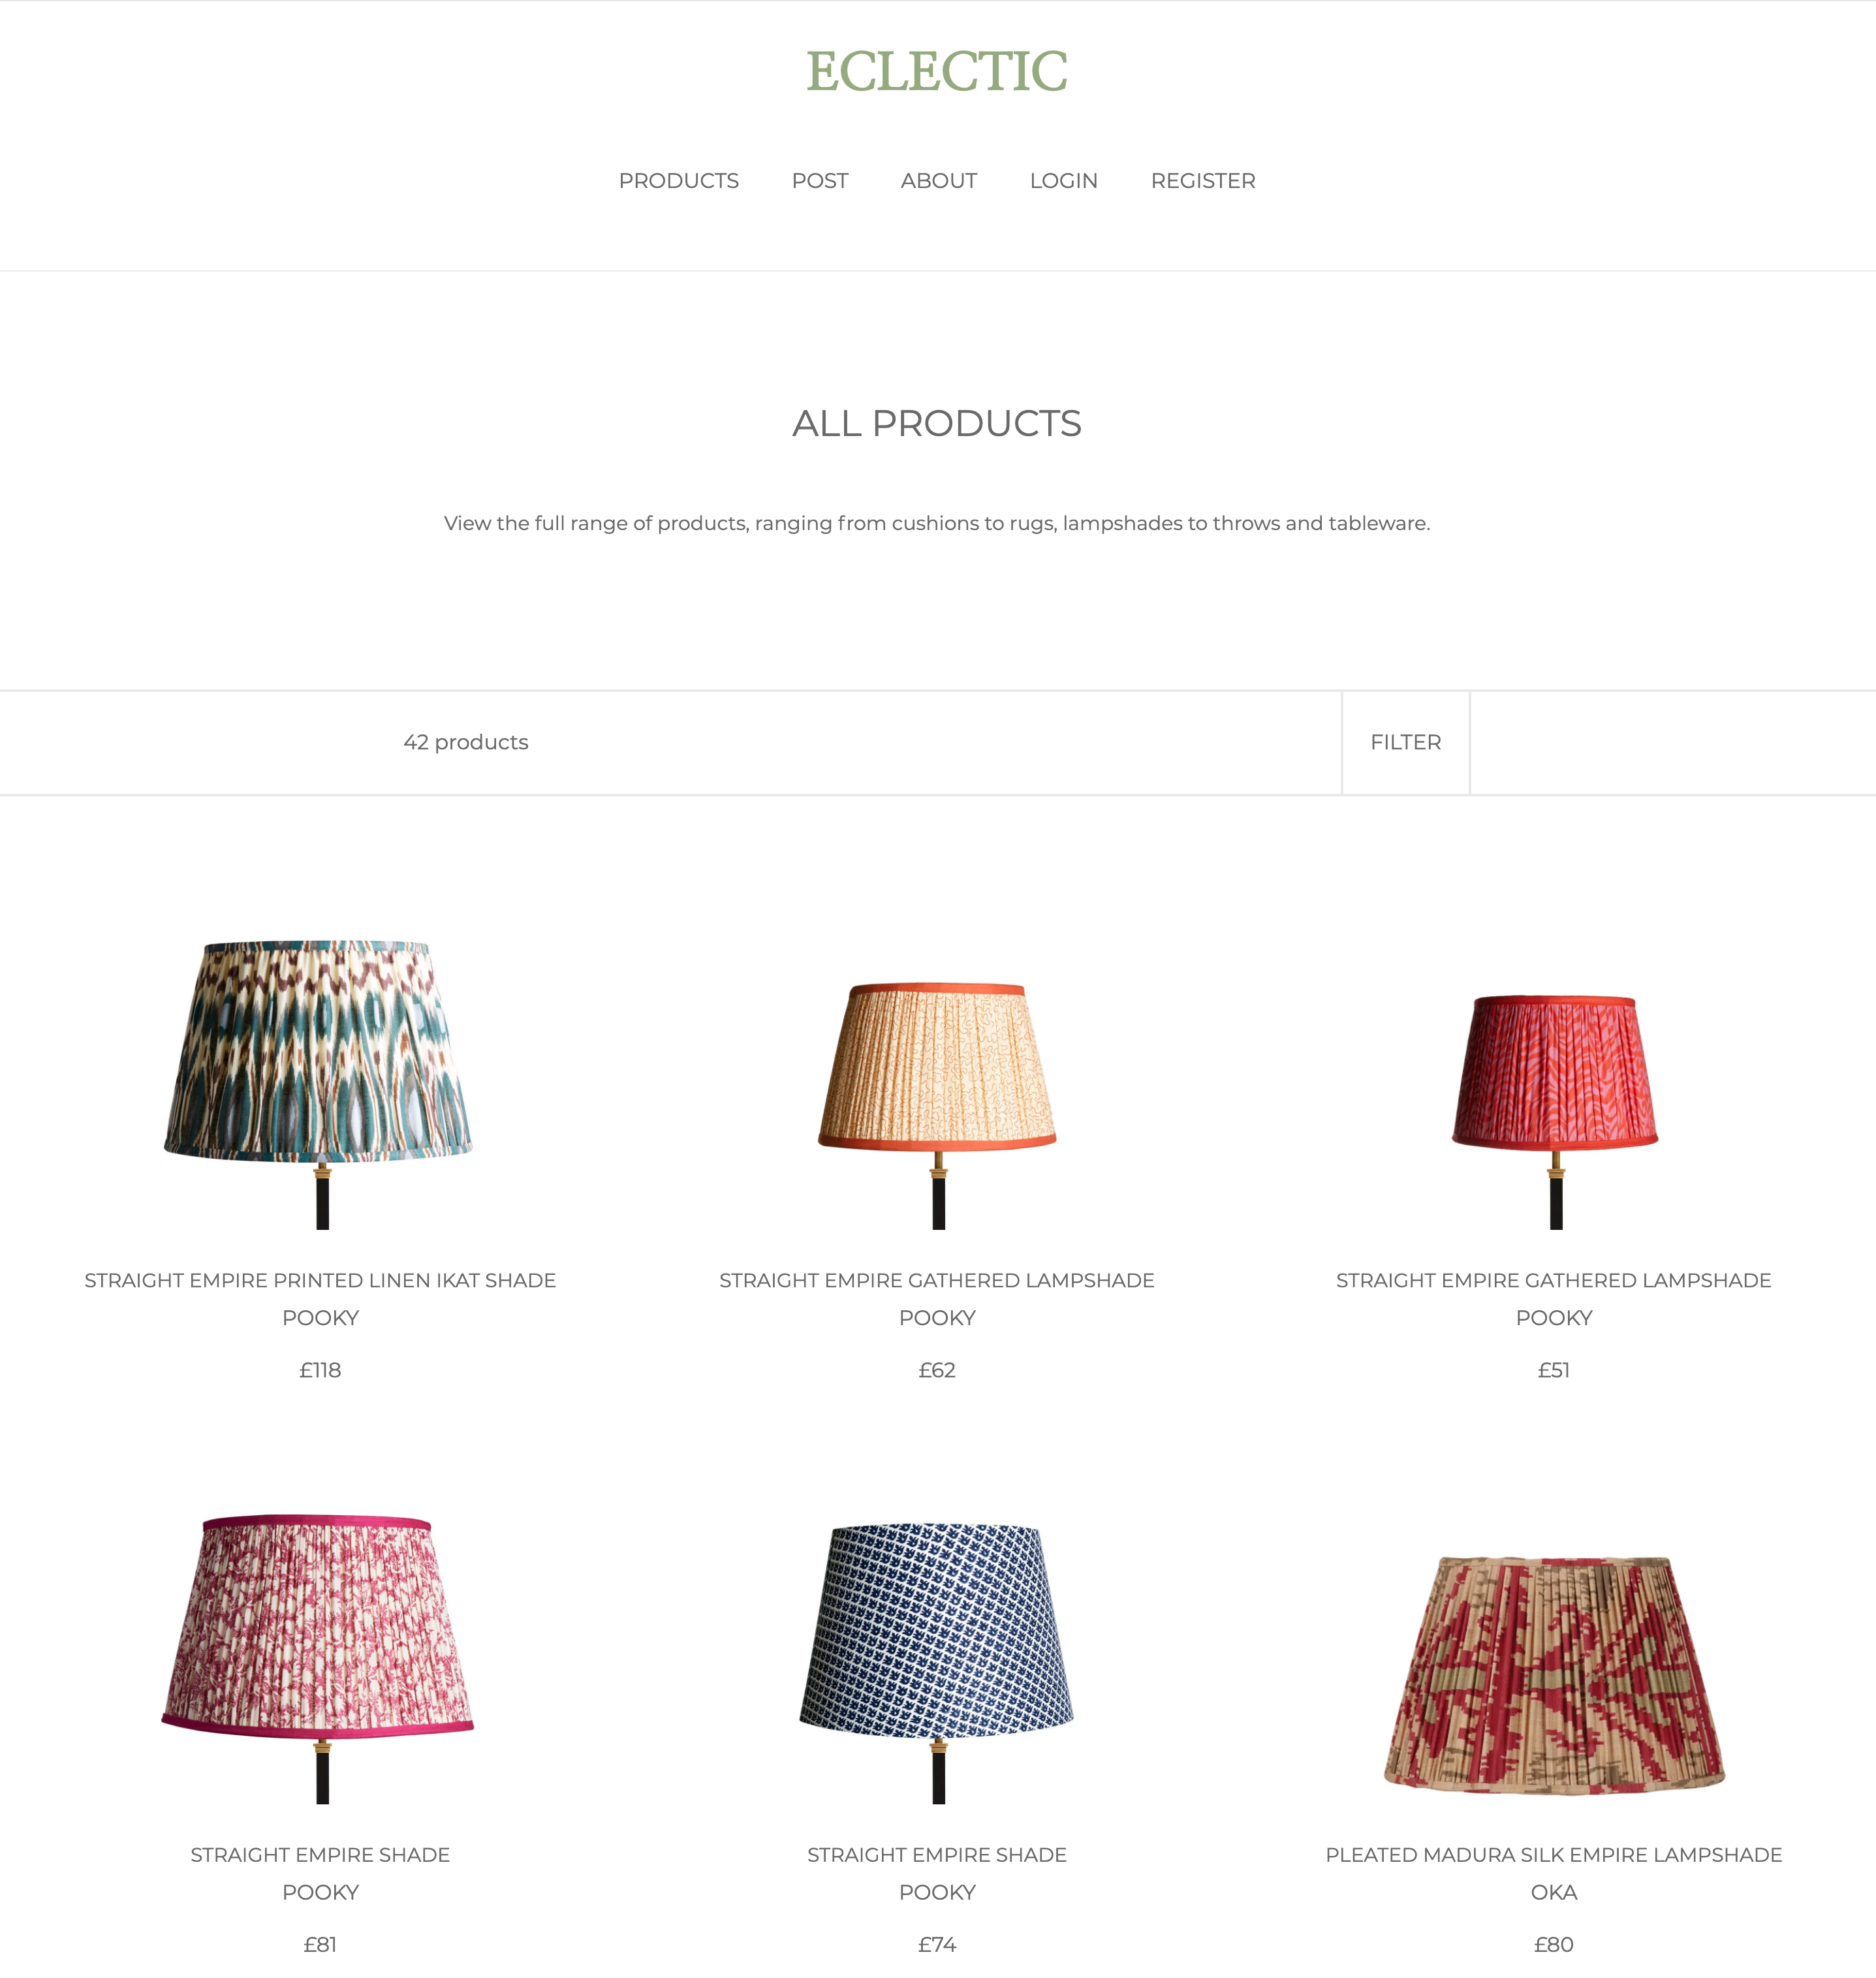 ECLECTIC
PRODUCTS POST ABOUT LOGIN REGISTER
ALL PRODUCTS
View the full range of products, ranging from cushions to rugs, lampshades to throws and tableware.
42 products FILTER
STRAIGHT EMPIRE PRINTED LINEN IKAT SHADE
POOKY
£118
STRAIGHT EMPIRE GATHERED LAMPSHADE
POOKY
£62
STRAIGHT EMPIRE GATHERED LAMPSHADE
POOKY
£51
STRAIGHT EMPIRE SHADE
POOKY
£81
STRAIGHT EMPIRE SHADE
POOKY
£74
PLEATED MADURA SILK EMPIRE LAMPSHADE
OKA
£80